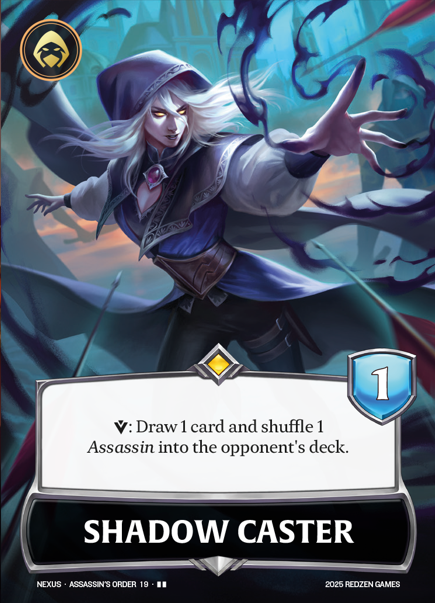 1
: Draw 1 card and shuffle 1
Assassin into the opponent's deck.
SHADOW CASTER
NEXUS · ASSASSIN'S ORDER 19 ·
2025 REDZEN GAMES